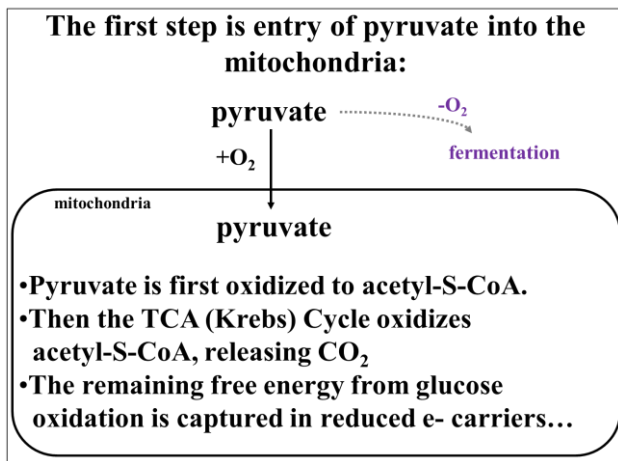 The first step is entry of pyruvate into the
mitochondria:
pyruvate
-O₂
+O₂
fermentation
mitochondria
pyruvate
•Pyruvate is first oxidized to acetyl-S-CoA.
•Then the TCA (Krebs) Cycle oxidizes
acetyl-S-CoA, releasing CO₂
•The remaining free energy from glucose
oxidation is captured in reduced e- carriers…